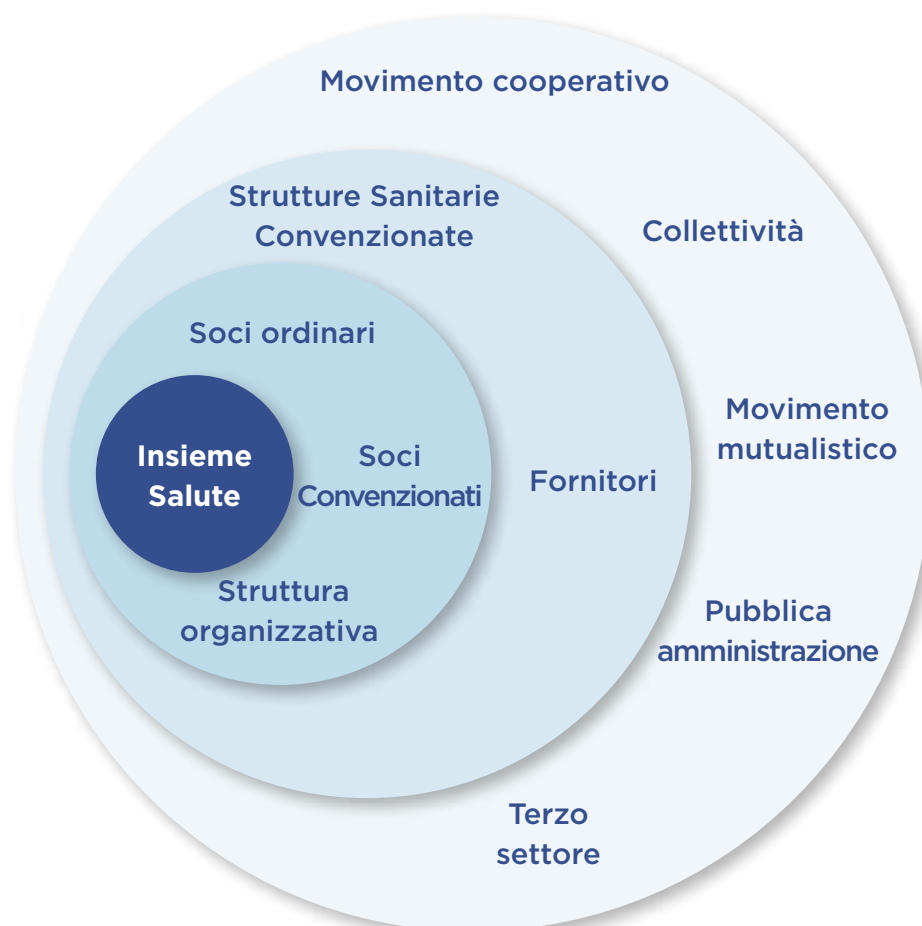 Movimento cooperativo
Strutture Sanitarie
Convenzionate
Collettività
Soci ordinari
Movimento
mutualistico
Insieme
Salute
Soci
Convenzionati
Fornitori
Struttura
organizzativa
Pubblica
amministrazione
Terzo
settore